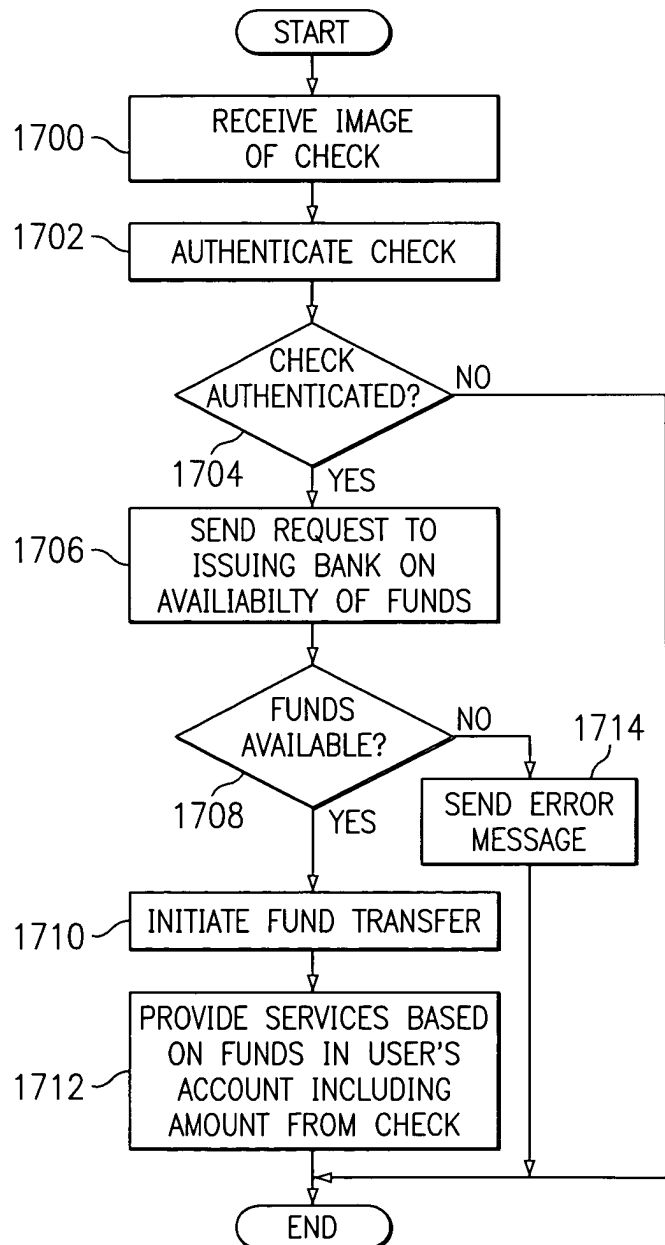 START
1700
RECEIVE IMAGE
OF CHECK
1702
AUTHENTICATE CHECK
CHECK
AUTHENTICATED?
NO
1704
YES
1706
SEND REQUEST TO
ISSUING BANK ON
AVAILIABILTY OF FUNDS
FUNDS
AVAILABLE?
NO
1714
1708
YES
SEND ERROR
MESSAGE
1710
INITIATE FUND TRANSFER
1712
PROVIDE SERVICES BASED
ON FUNDS IN USER'S
ACCOUNT INCLUDING
AMOUNT FROM CHECK
END